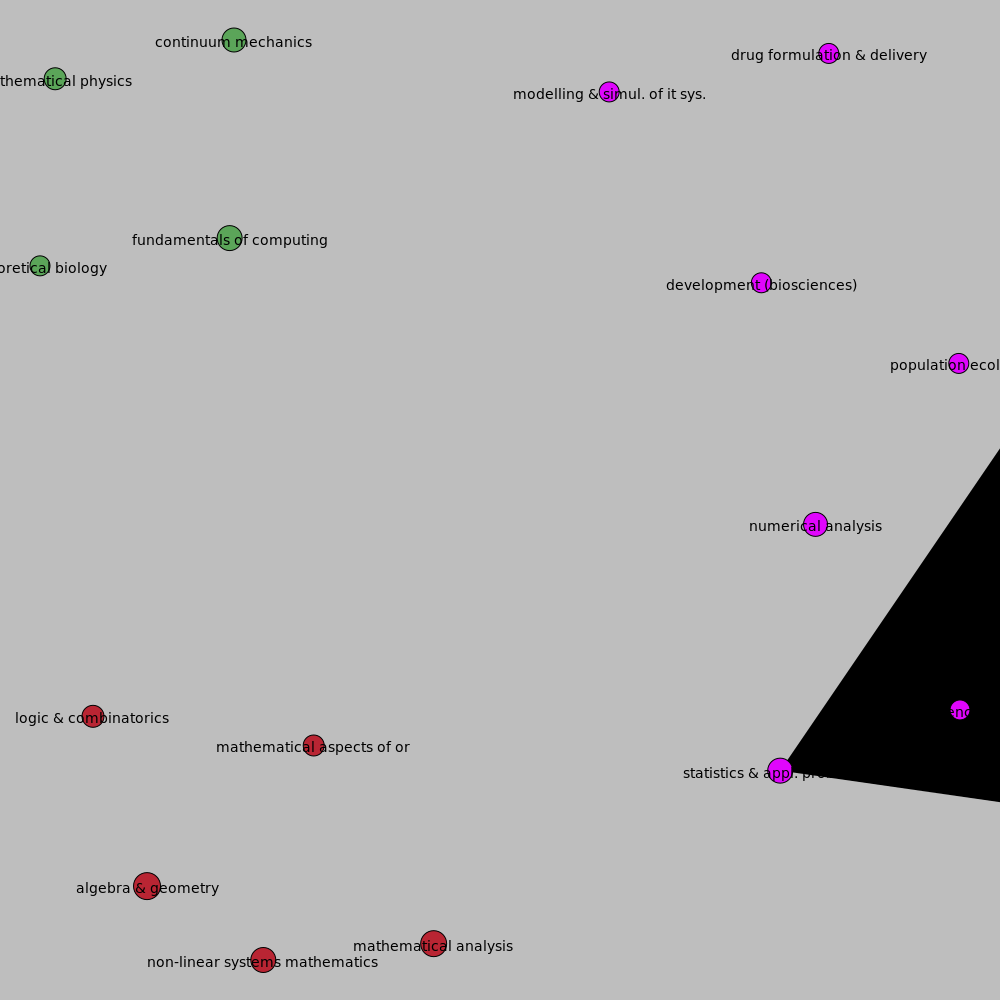 continuum mechanics
drug formulation & delivery
thematical physics
modelling & simul. of it sys.
fundamentals of computing
oretical biology
development (biosciences)
population ecol
numerical analysis
logic & combinatorics
mathematical aspects of or
statistics & appl.
algebra & geometry
mathematical analysis
non-linear systems mathematics